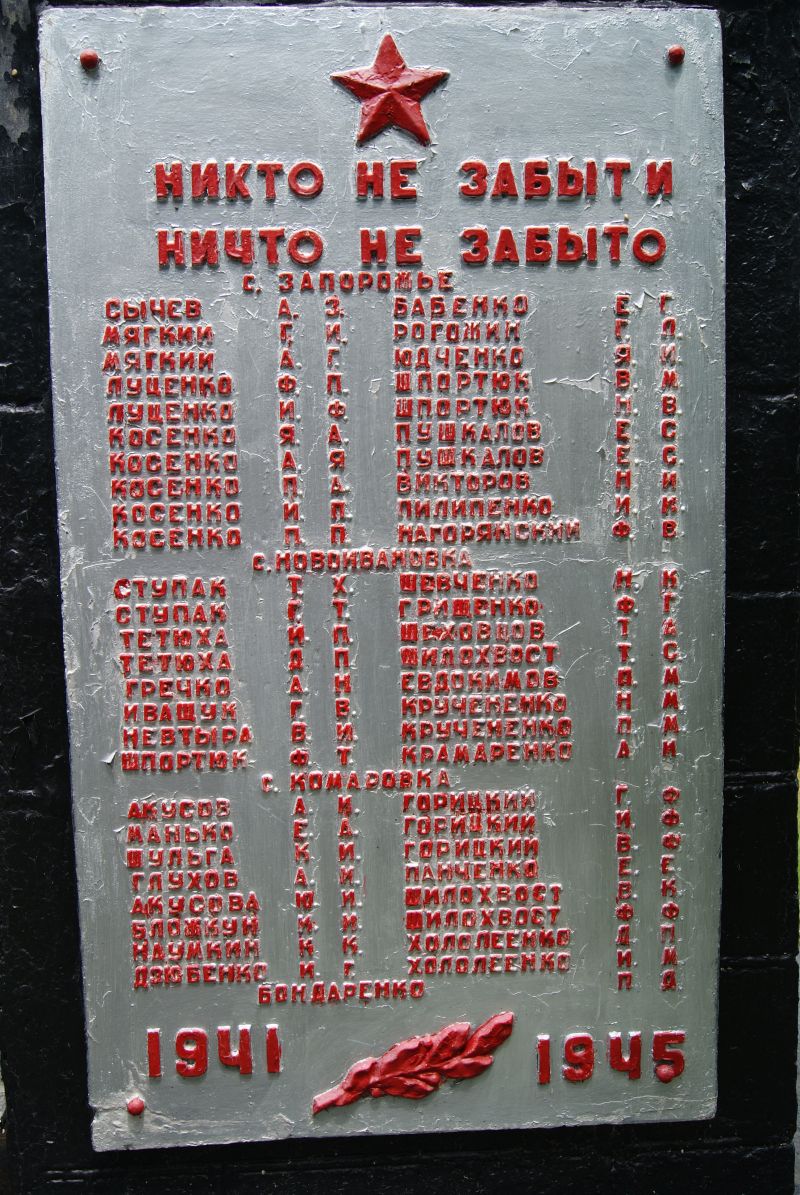 НИКТО НЕ ЗАБЫТ И
НИЧТО НЕ ЗАБЫТО
С. ЗАПОРОЖЬЕ
СЫЧЕВ А. З. БАБЕНКО Е. Г.
МЯГКИЙ Г. И. РОГОЖИН Г. Л.
МЯГКИЙ А. Г. ЮДЧЕНКО Я. И.
ЛУЦЕНКО Ф. П. ШПОРТЮК В. М.
ЛУЦЕНКО И. Ф. ШПОРТЮК Н. В.
КОСЕНКО Я. А. ПУШКАЛОВ Е. С.
КОСЕНКО А. Я. ПУШКАЛОВ Е. С.
КОСЕНКО П. А. ВИКТОРОВ Н. И.
КОСЕНКО И. П. ПИЛИПЕНКО И. К.
КОСЕНКО П. П. НАГОРЯНСКИЙ Ф. В.
С. НОВОИВАНОВКА
СТУПАК Т. Х. ШЕВЧЕНКО Н. К.
СТУПАК Г. Т. ГРИЩЕНКО Ф. Г.
ТЕТЮХА И. П. ШЕХОВЦОВ Т. А.
ТЕТЮХА Д. П. ШИЛОХВОСТ Т. С.
ГРЕЧКО А. Н. ЕВДОКИМОВ А. М.
ИВАЩУК Г. В. КРУЧЕНЕНКО Н. М.
НЕВТЫРА В. И. КРУЧЕНЕНКО П. М.
ШПОРТЮК Ф. Т. КРАМАРЕНКО А. И.
С. КОМАРОВКА
АКУСОВ А. И. ГОРИЦКИЙ Г. Ф.
МАНЬКО Е. А. ГОРИЦКИЙ И. Ф.
ШУЛЬГА К. И. ГОРИЦКИЙ В. Ф.
ГЛУХОВ А. И. ПАНЧЕНКО Е. Е.
АКУСОВА Ю. И. ШИЛОХВОСТ В. К.
БЛОЖКУН И. И. ШИЛОХВОСТ Ф. Ф.
НАУМКИН К. К. ХОЛОЛЕЕНКО Д. П.
ДЗЮБЕНКО И. Г. ХОЛОЛЕЕНКО И. М.
БОНДАРЕНКО П. Д.
1941 1945